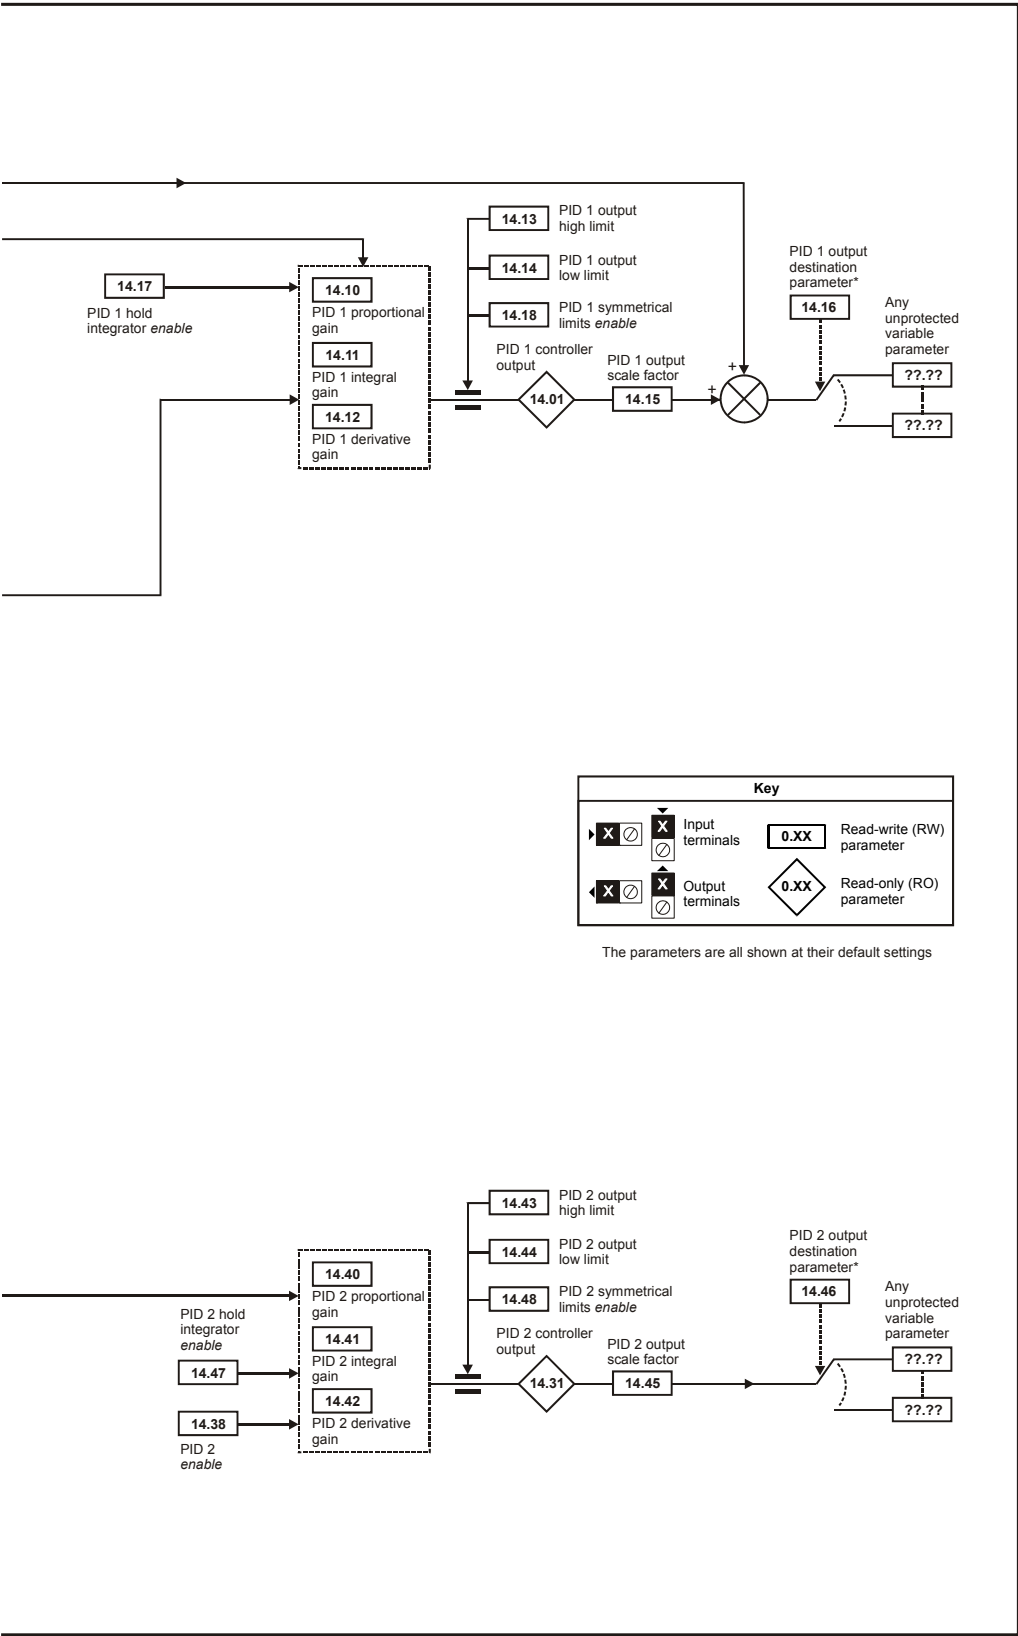 14.13
PID 1 output
high limit
14.14
PID 1 output
low limit
14.18
PID 1 symmetrical
limits enable
14.17
PID 1 hold
integrator enable
14.10
PID 1 proportional
gain
14.11
PID 1 integral
gain
14.12
PID 1 derivative
gain
PID 1 controller
output
14.01
PID 1 output
scale factor
14.15
+
+
PID 1 output
destination
parameter*
14.16
Any
unprotected
variable
parameter
??.??
??.??
Key
X
X
Input
terminals
0.XX
Read-write (RW)
parameter
X
X
Output
terminals
0.XX
Read-only (RO)
parameter
The parameters are all shown at their default settings
14.43
PID 2 output
high limit
14.44
PID 2 output
low limit
14.48
PID 2 symmetrical
limits enable
14.40
PID 2 proportional
gain
14.41
PID 2 integral
gain
14.42
PID 2 derivative
gain
PID 2 hold
integrator
enable
14.47
14.38
PID 2
enable
PID 2 controller
output
14.31
PID 2 output
scale factor
14.45
PID 2 output
destination
parameter*
14.46
Any
unprotected
variable
parameter
??.??
??.??